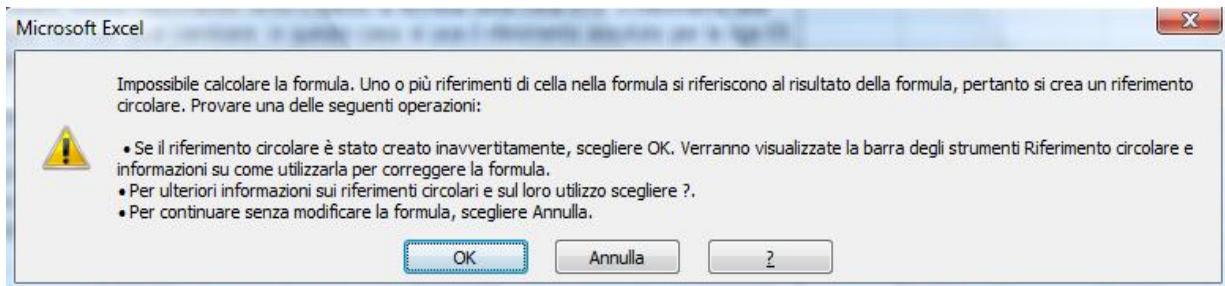 Microsoft Excel
Impossibile calcolare la formula. Uno o più riferimenti di cella nella formula si riferiscono al risultato della formula, pertanto si crea un riferimento
circolare. Provare una delle seguenti operazioni:
• Se il riferimento circolare è stato creato inavvertitamente, scegliere OK. Verranno visualizzate la barra degli strumenti Riferimento circolare e
informazioni su come utilizzarla per correggere la formula.
• Per ulteriori informazioni sui riferimenti circolari e sul loro utilizzo scegliere ?.
• Per continuare senza modificare la formula, scegliere Annulla.
OK Annulla ?